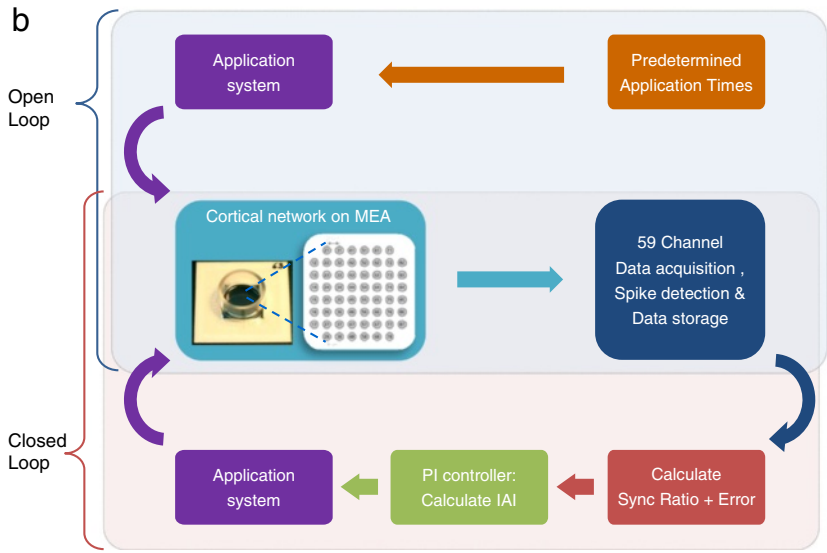 b
Open
Loop
Application
system
Predetermined
Application Times
Cortical network on MEA
59 Channel
Data acquisition ,
Spike detection &
Data storage
Closed
Loop
Application
system
PI controller:
Calculate IAI
Calculate
Sync Ratio + Error